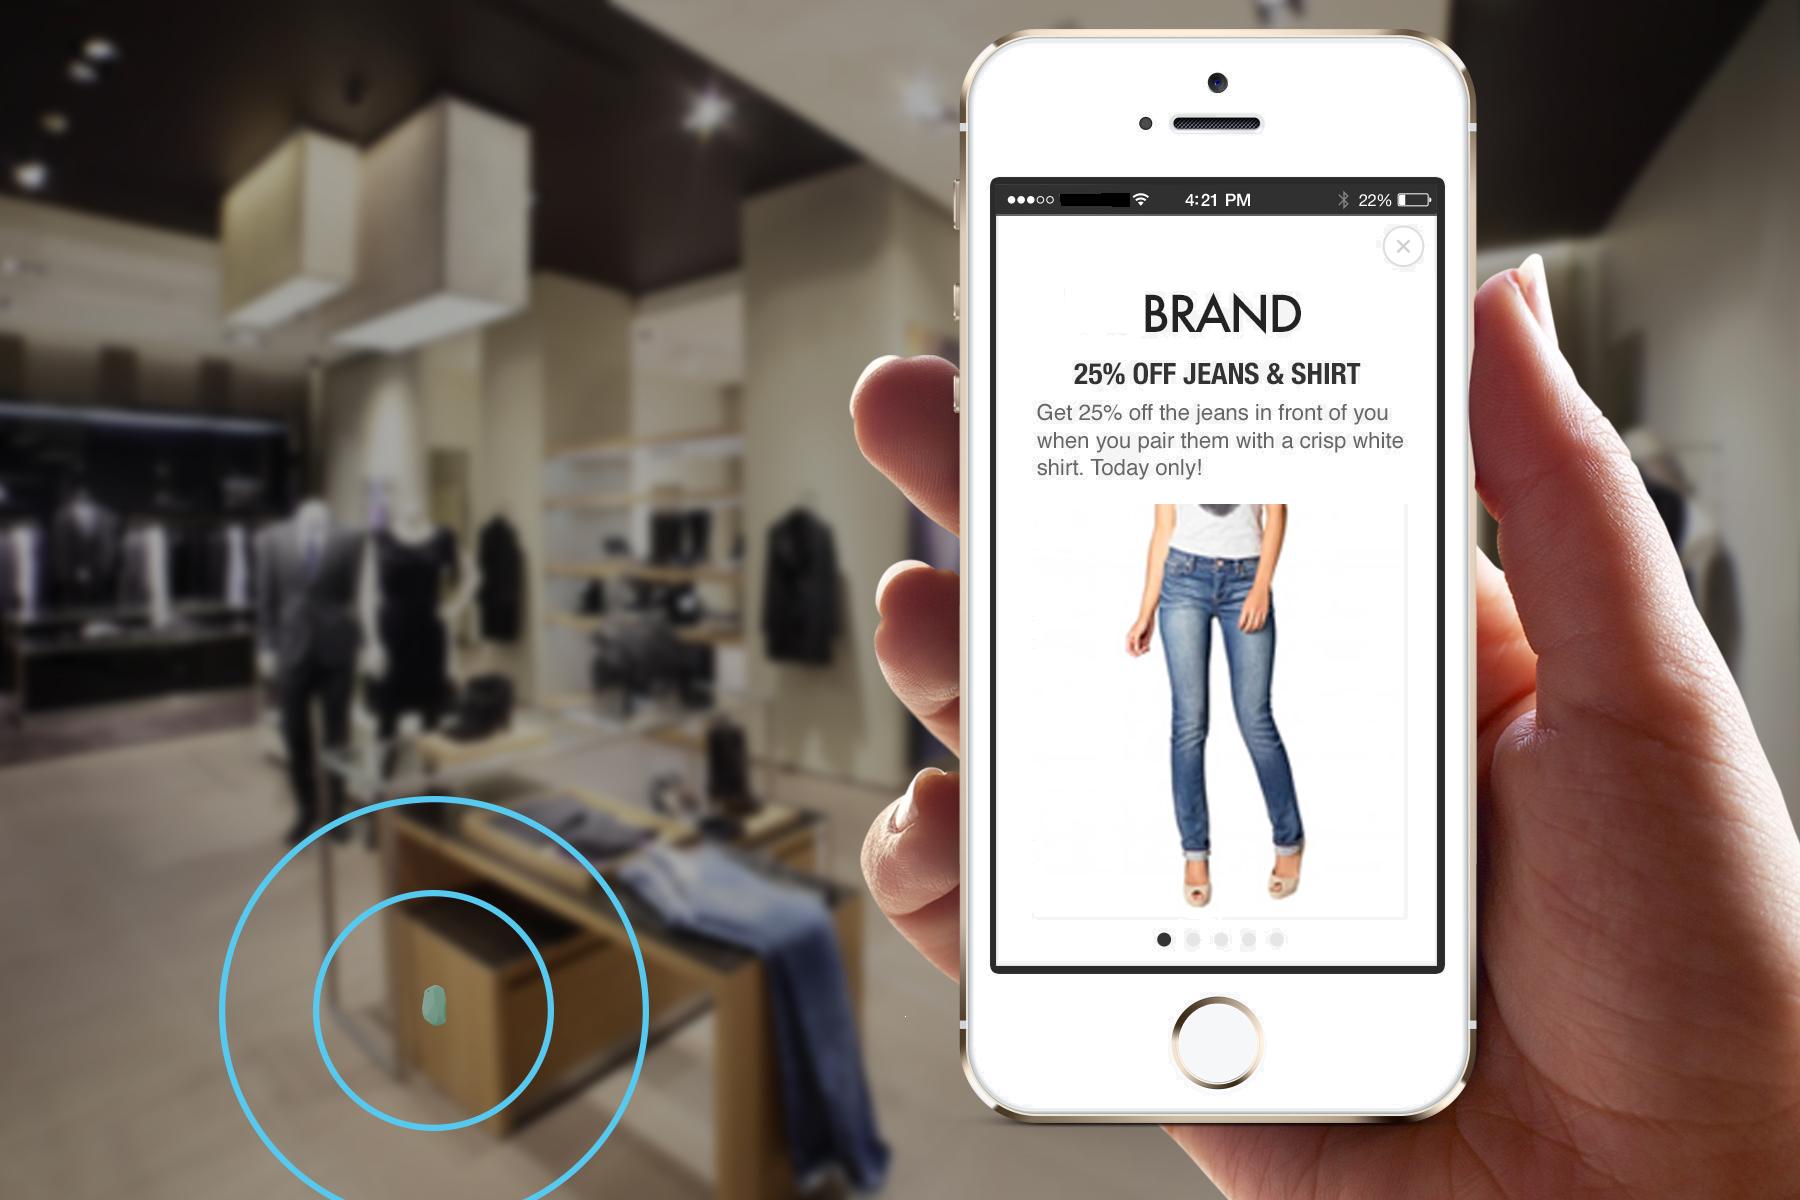 4:21 PM 22%
BRAND
25% OFF JEANS & SHIRT
Get 25% off the jeans in front of you
when you pair them with a crisp white
shirt. Today only!